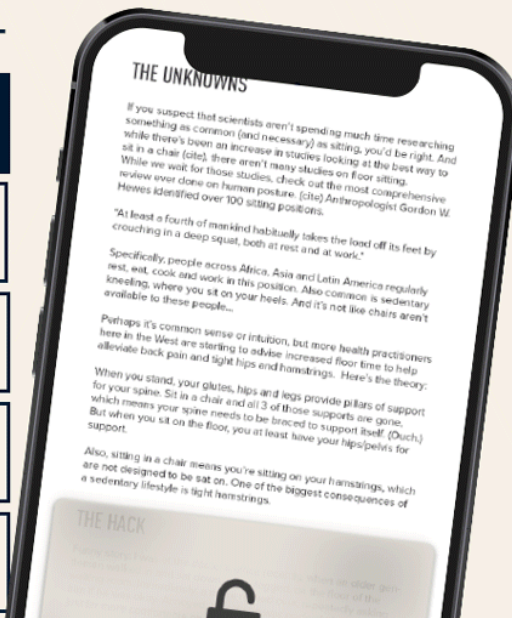 THE UNKNOWNS
If you suspect that scientists aren't spending much time researching
something as common (and necessary) as sitting, you'd be right. And
while there's been an increase in studies looking at the best way to
sit in a chair (cite), there aren't many studies on floor sitting.
While we wait for those studies, check out the most comprehensive
review ever done on human posture. (cite) Anthropologist Gordon W.
Hewes identified over 100 sitting positions.
"At least a fourth of mankind habitually takes the load off its feet by
crouching in a deep squat, both at rest and at work."
Specifically, people across Africa, Asia and Latin America regularly
rest, eat, cook and work in this position. Also common is sedentary
kneeling, where you sit on your heels. And it's not like chairs aren't
available to these people...
Perhaps it's common sense or intuition, but more health practitioners
here in the West are starting to advise increased floor time to help
alleviate back pain and tight hips and hamstrings. Here's the theory:
When you stand, your glutes, hips and legs provide pillars of support
for your spine. Sit in a chair and all 3 of those supports are gone,
which means your spine needs to be braced to support itself. (Ouch.)
But when you sit on the floor, you at least have your hips/pelvis for
support.
Also, sitting in a chair means you're sitting on your hamstrings, which
are not designed to be sat on. One of the biggest consequences of
a sedentary lifestyle is tight hamstrings.
THE HACK